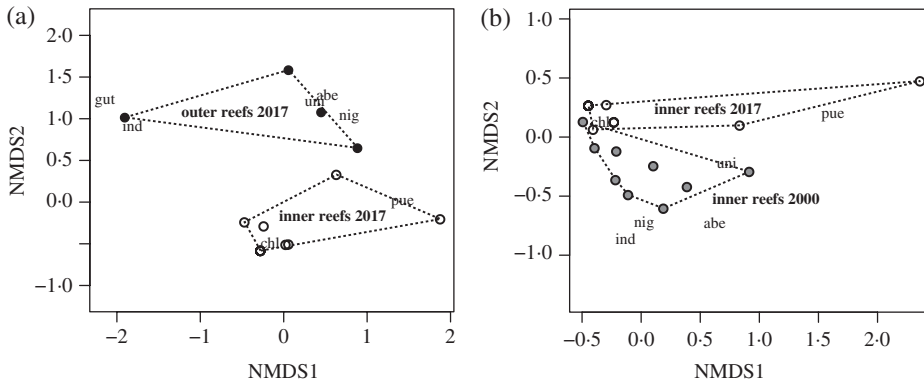 (a)
2·0
1·5
1·0
0·5
0·0
−1·0
NMDS2
gut
ind
outer reefs 2017
abe
uni
nig
pue
inner reefs 2017
chl
−2
−1
0
1
2
NMDS1
(b)
1·0
0·5
0·0
−0·5
−1·0
NMDS2
inner reefs 2017
chl
pue
uni
inner reefs 2000
nig
abe
ind
−0·5
0·0
0·5
1·0
1·5
2·0
NMDS1